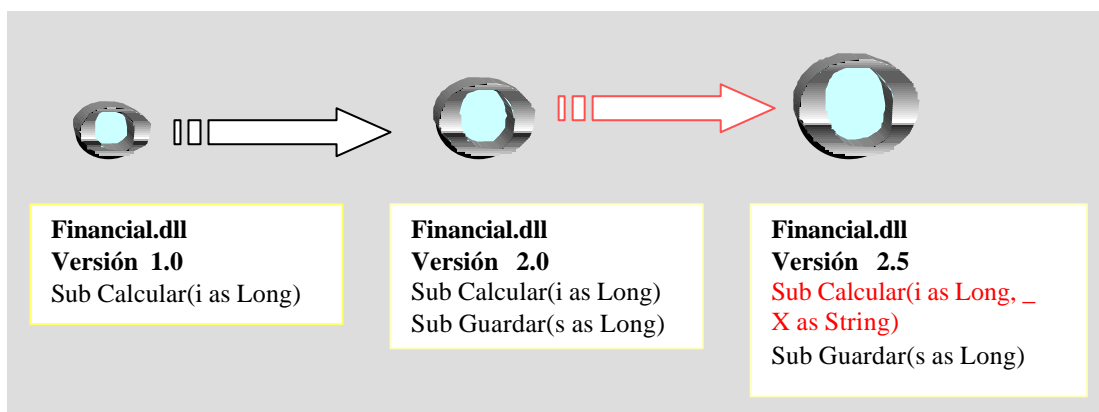 Financial.dll
Versión 1.0
Sub Calcular(i as Long)
Financial.dll
Versión 2.0
Sub Calcular(i as Long)
Sub Guardar(s as Long)
Financial.dll
Versión 2.5
Sub Calcular(i as Long, _
X as String)
Sub Guardar(s as Long)